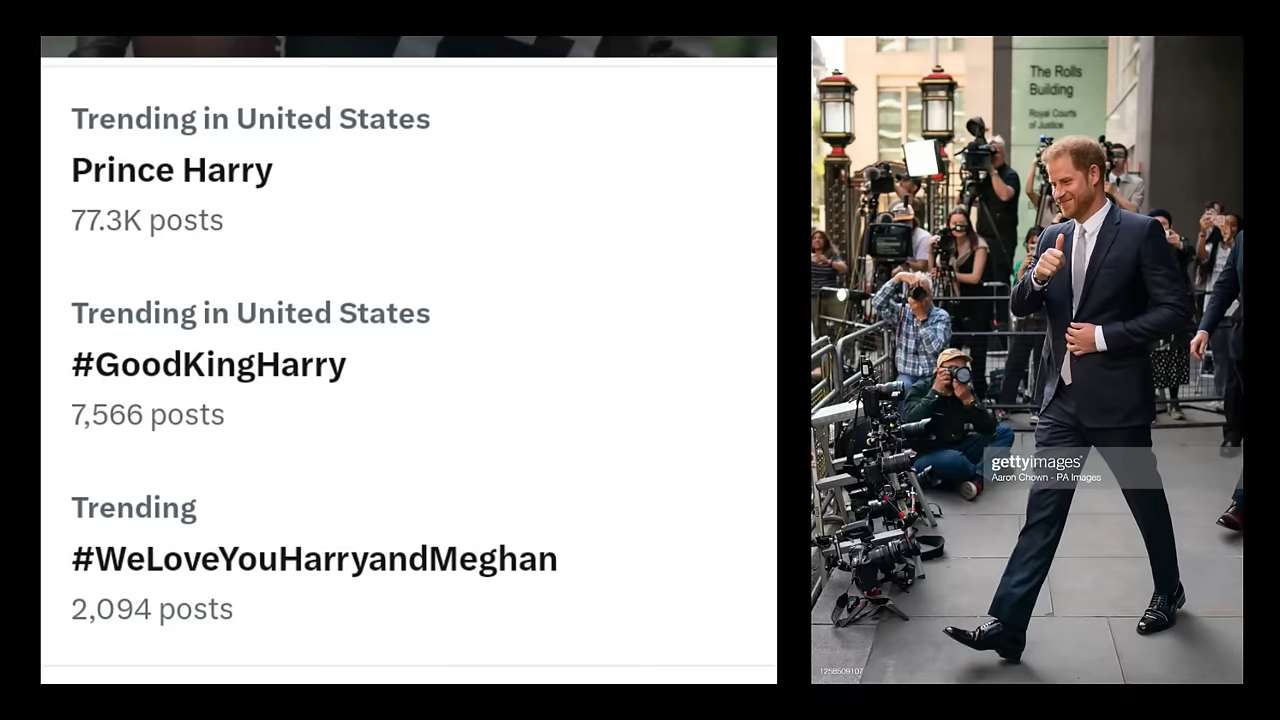 Trending in United States
Prince Harry
77.3K posts
Trending in United States
#GoodKingHarry
7,566 posts
Trending
#WeLoveYouHarryandMeghan
2,094 posts
The Rolls
Building
Royal Courts
of Justice
gettyimages
Aaron Chown - PA Images
1258509107